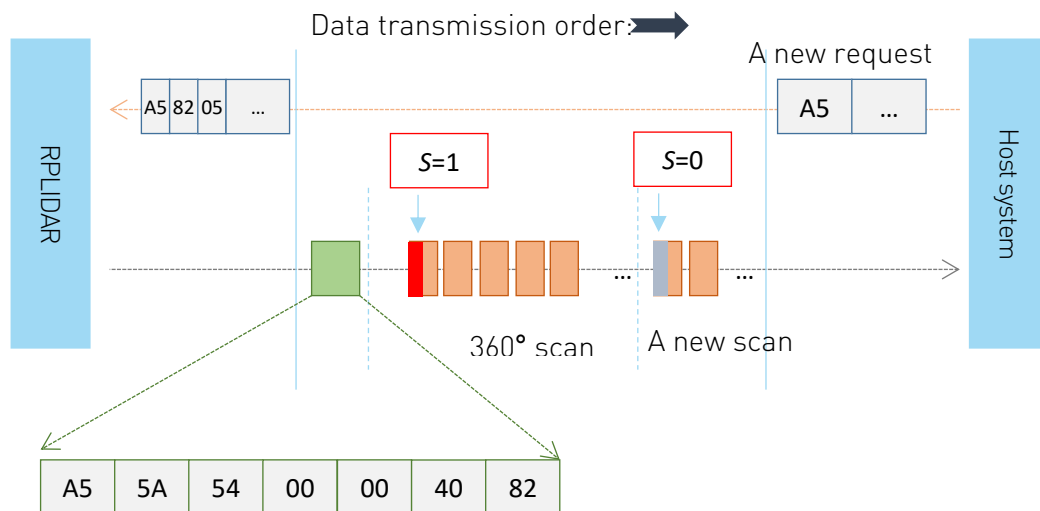 Data transmission order:
A new request
A5 82 05 ...
A5 ...
RPLIDAR
Host system
S=1
S=0
...
...
360° scan
A new scan
A5 5A 54 00 00 40 82